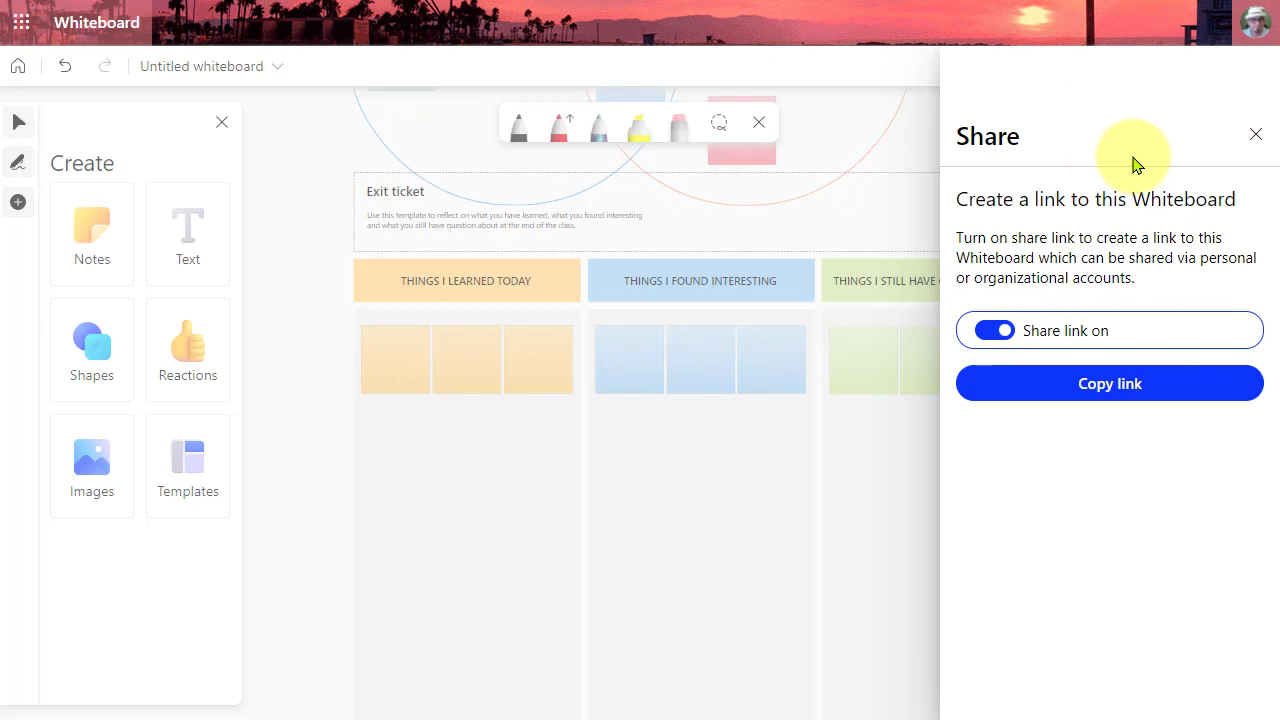 Whiteboard
Untitled whiteboard
Create
Notes
Text
Shapes
Reactions
Images
Templates
Exit ticket
Use this template to reflect on what you have learned, what you found interesting
and what you still have question about at the end of the class.
THINGS I LEARNED TODAY
THINGS I FOUND INTERESTING
THINGS I STILL HAVE
Share
Create a link to this Whiteboard
Turn on share link to create a link to this
Whiteboard which can be shared via personal
or organizational accounts.
Share link on
Copy link